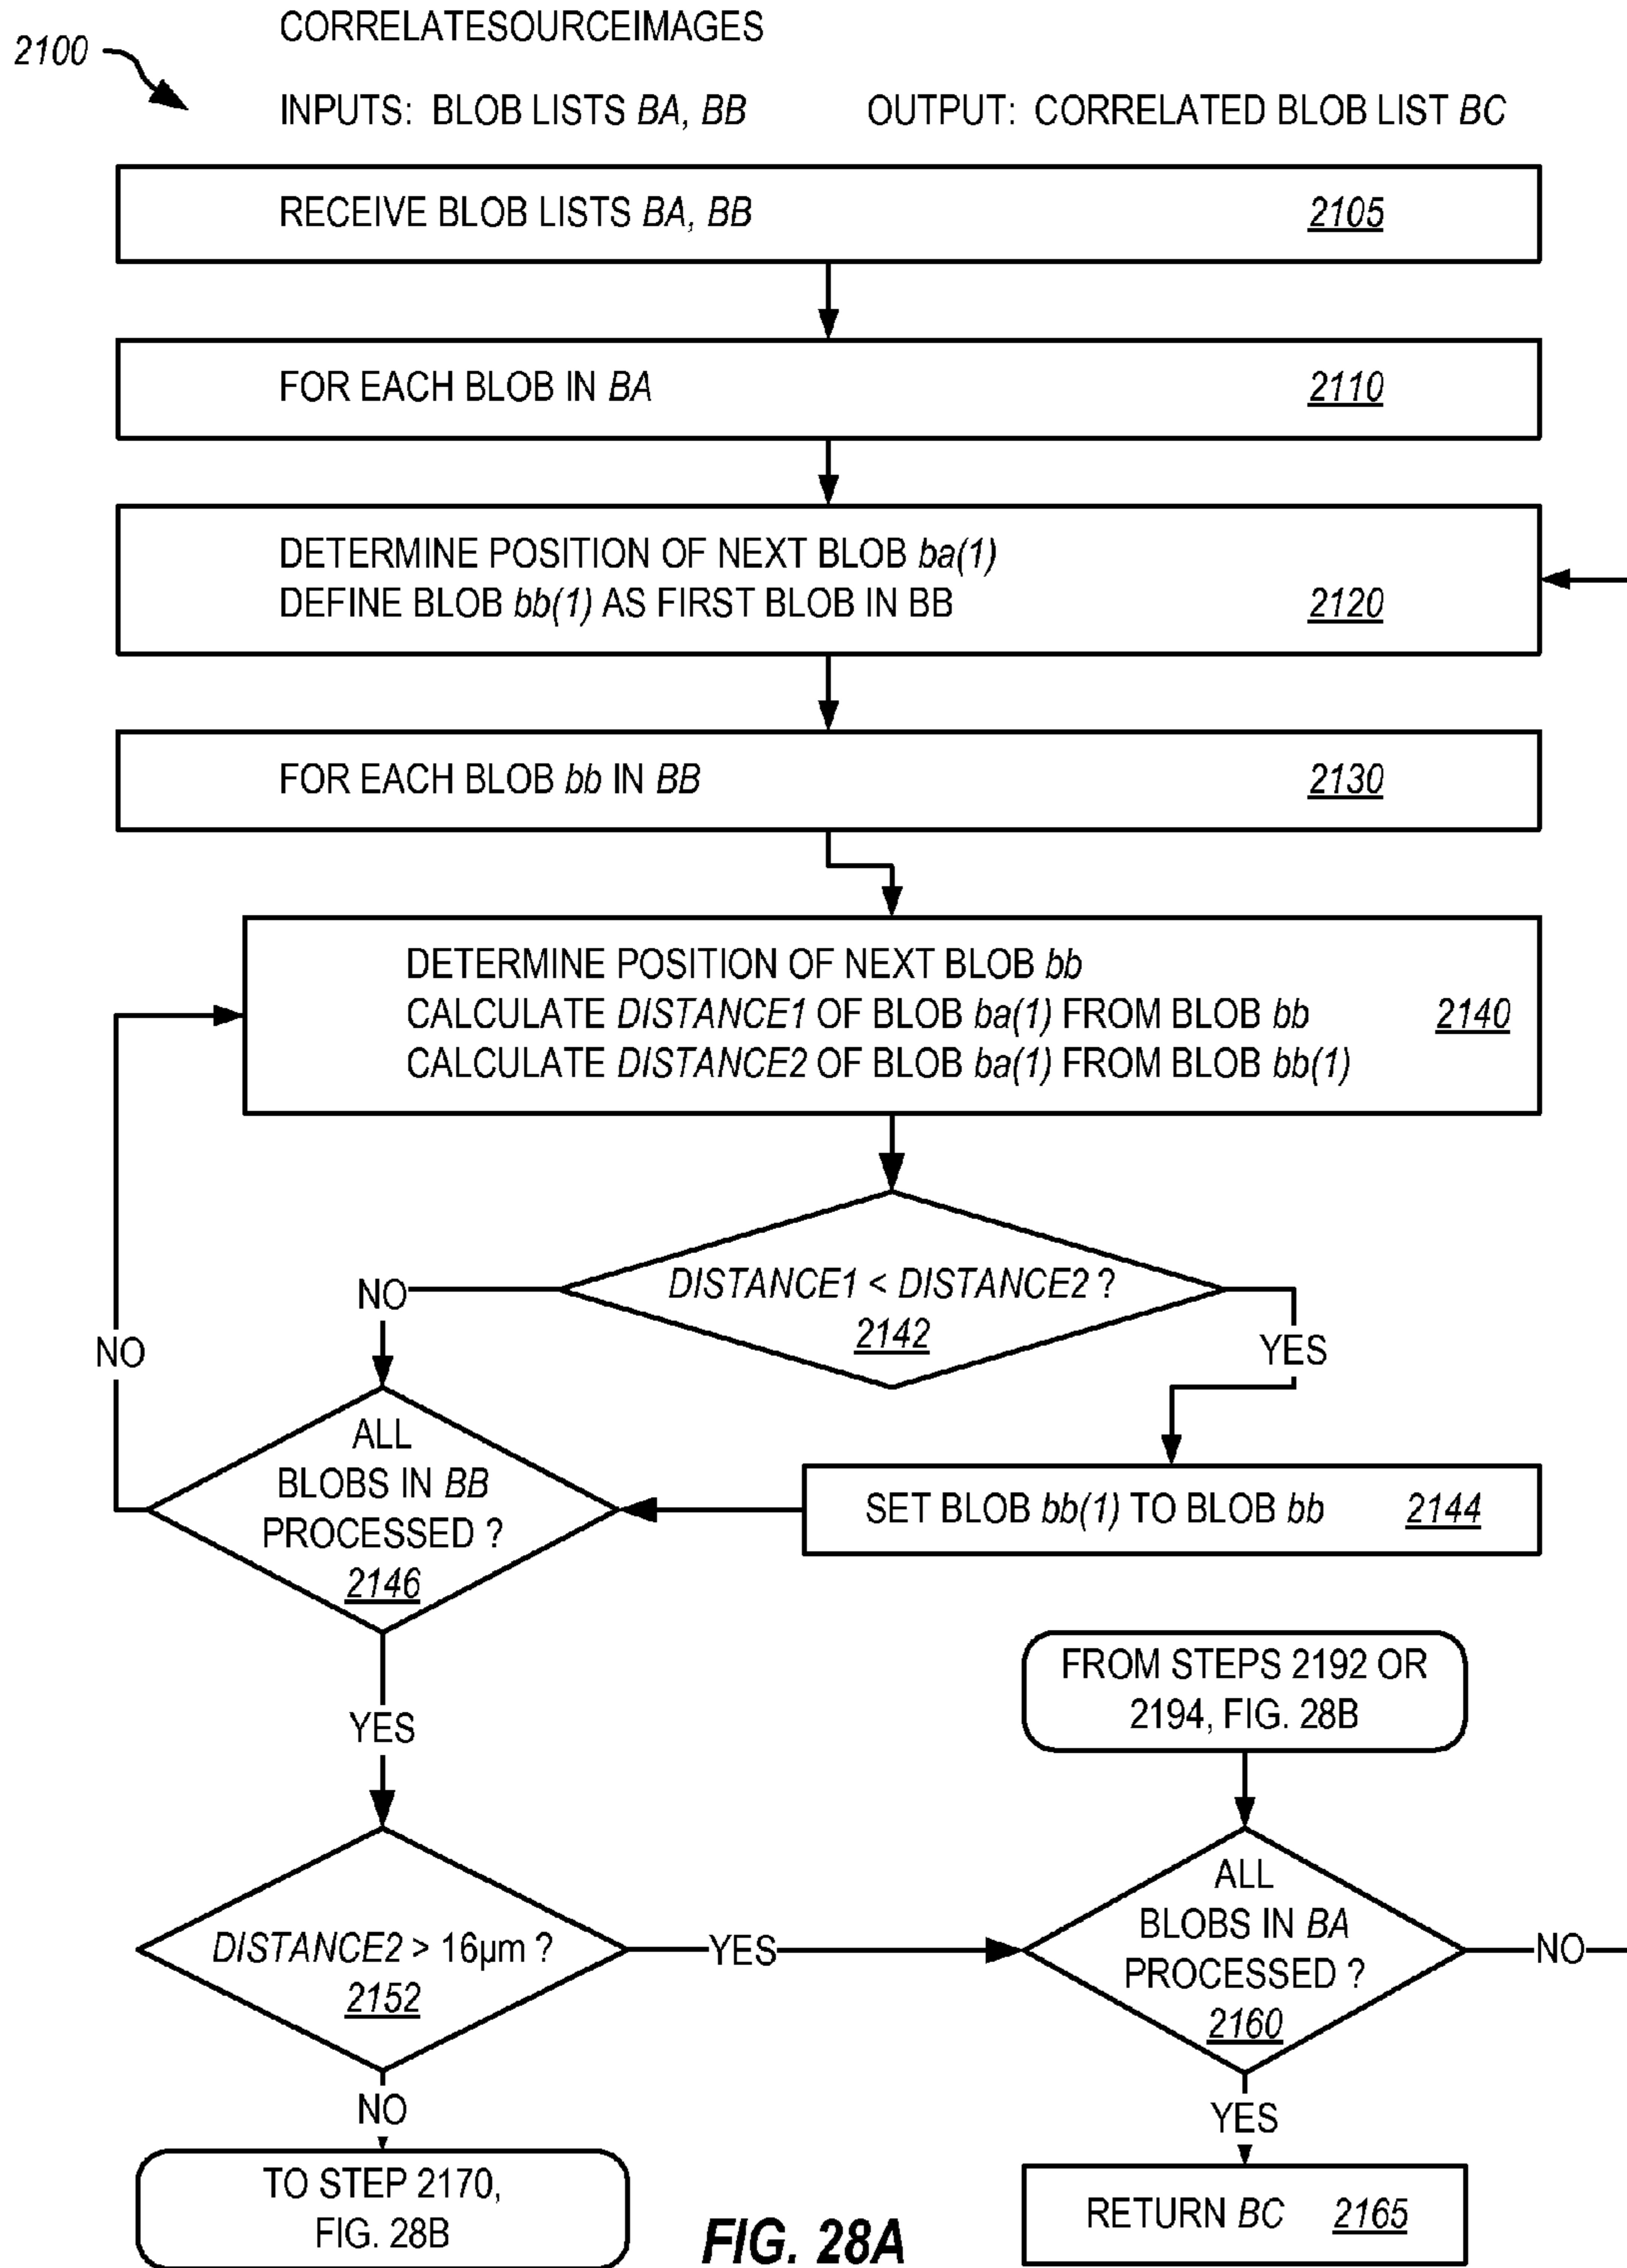 CORRELATESOURCEIMAGES
2100
INPUTS: BLOB LISTS BA, BB OUTPUT: CORRELATED BLOB LIST BC
RECEIVE BLOB LISTS BA, BB 2105
FOR EACH BLOB IN BA 2110
DETERMINE POSITION OF NEXT BLOB ba(1)
DEFINE BLOB bb(1) AS FIRST BLOB IN BB 2120
FOR EACH BLOB bb IN BB 2130
DETERMINE POSITION OF NEXT BLOB bb
CALCULATE DISTANCE1 OF BLOB ba(1) FROM BLOB bb 2140
CALCULATE DISTANCE2 OF BLOB ba(1) FROM BLOB bb(1)
DISTANCE1 < DISTANCE2 ?
2142
NO
YES
NO
ALL
BLOBS IN BB
PROCESSED ?
2146
SET BLOB bb(1) TO BLOB bb 2144
YES
FROM STEPS 2192 OR
2194, FIG. 28B
DISTANCE2 > 16µm ?
2152
YES
ALL
BLOBS IN BA
PROCESSED ?
2160
NO
NO
YES
TO STEP 2170,
FIG. 28B
RETURN BC 2165
FIG. 28A